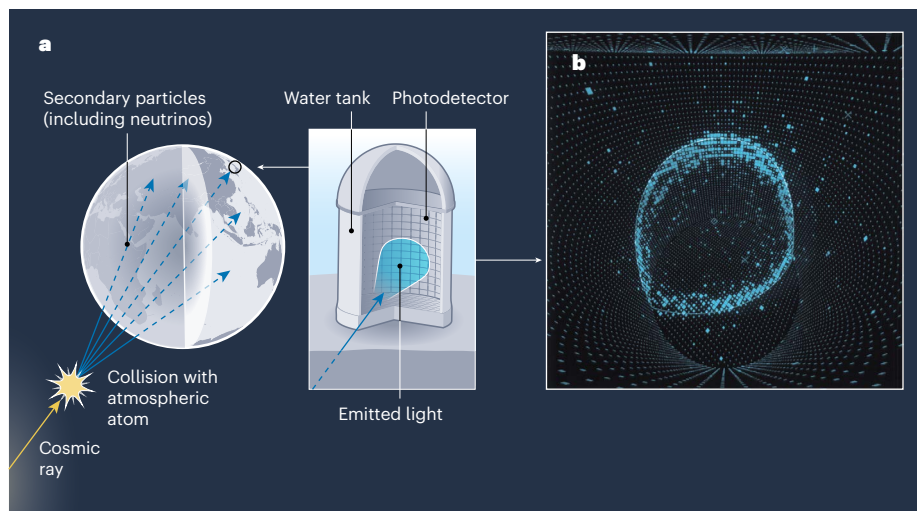 a
Secondary particles
(including neutrinos)
Water tank
Photodetector
Collision with
atmospheric
atom
Cosmic
ray
Emitted light
b